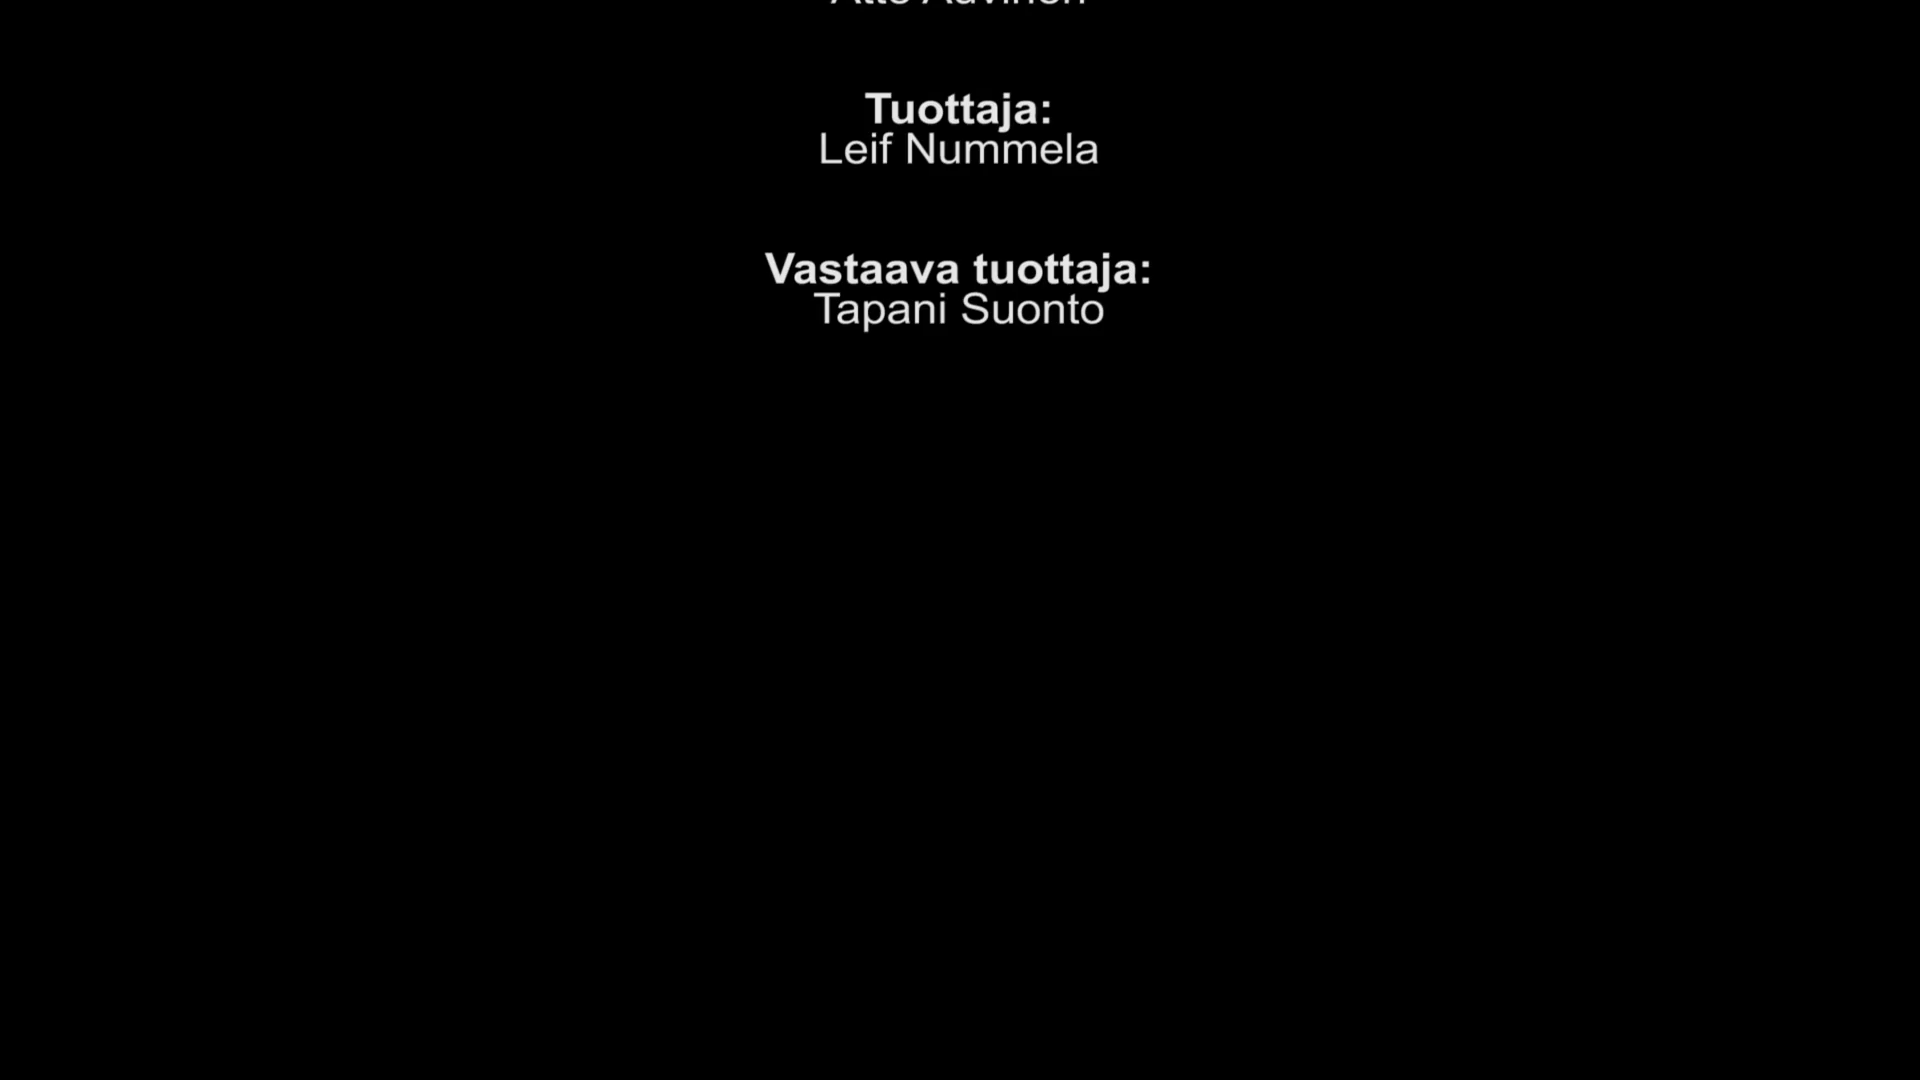 Tuottaja:
Leif Nummela
Vastaava tuottaja:
Tapani Suonto